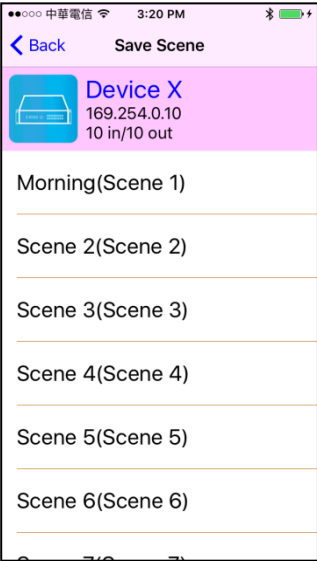 中華電信 3:20 PM
Back Save Scene
Device X
169.254.0.10
10 in/10 out
Morning(Scene 1)
Scene 2(Scene 2)
Scene 3(Scene 3)
Scene 4(Scene 4)
Scene 5(Scene 5)
Scene 6(Scene 6)